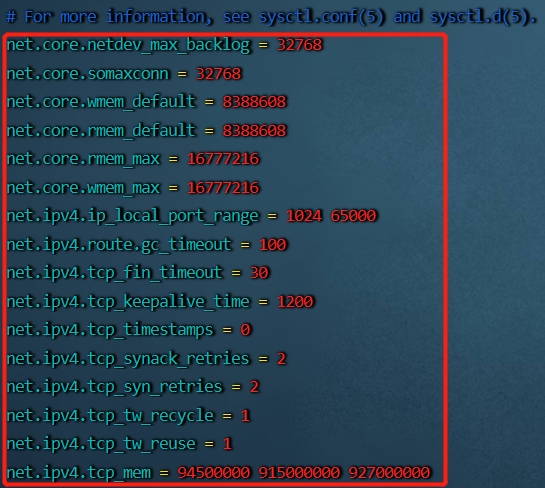 # For more information, see sysctl.conf(5) and sysctl.d(5).
net.core.netdev_max_backlog = 32768
net.core.somaxconn = 32768
net.core.wmem_default = 8388608
net.core.rmem_default = 8388608
net.core.rmem_max = 16777216
net.core.wmem_max = 16777216
net.ipv4.ip_local_port_range = 1024 65000
net.ipv4.route.gc_timeout = 100
net.ipv4.tcp_fin_timeout = 30
net.ipv4.tcp_keepalive_time = 1200
net.ipv4.tcp_timestamps = 0
net.ipv4.tcp_synack_retries = 2
net.ipv4.tcp_syn_retries = 2
net.ipv4.tcp_tw_recycle = 1
net.ipv4.tcp_tw_reuse = 1
net.ipv4.tcp_mem = 94500000 915000000 927000000